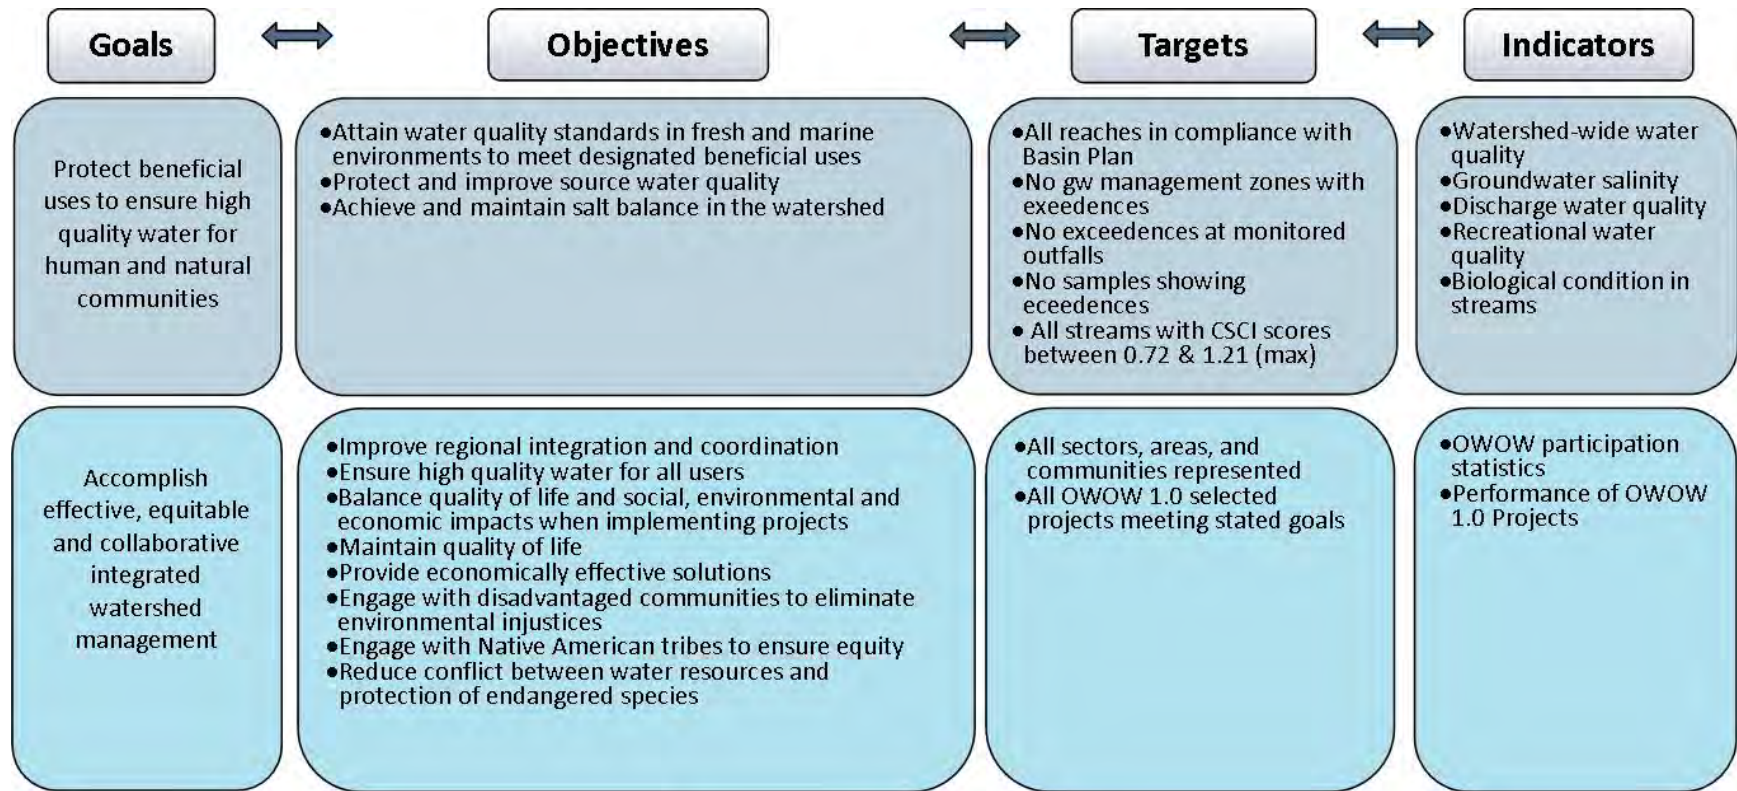 Goals
Objectives
Targets
Indicators
Protect beneficial
uses to ensure high
quality water for
human and natural
communities
●Attain water quality standards in fresh and marine
environments to meet designated beneficial uses
●Protect and improve source water quality
●Achieve and maintain salt balance in the watershed
●All reaches in compliance with
Basin Plan
●No gw management zones with
exeedences
●No exceedences at monitored
outfalls
●No samples showing
eceedences
● All streams with CSCI scores
between 0.72 & 1.21 (max)
●Watershed-wide water
quality
●Groundwater salinity
●Discharge water quality
●Recreational water
quality
●Biological condition in
streams
Accomplish
effective, equitable
and collaborative
integrated
watershed
management
●Improve regional integration and coordination
●Ensure high quality water for all users
●Balance quality of life and social, environmental and
economic impacts when implementing projects
●Maintain quality of life
●Provide economically effective solutions
●Engage with disadvantaged communities to eliminate
environmental injustices
●Engage with Native American tribes to ensure equity
●Reduce conflict between water resources and
protection of endangered species
●All sectors, areas, and
communities represented
●All OWOW 1.0 selected
projects meeting stated goals
●OWOW participation
statistics
●Performance of OWOW
1.0 Projects